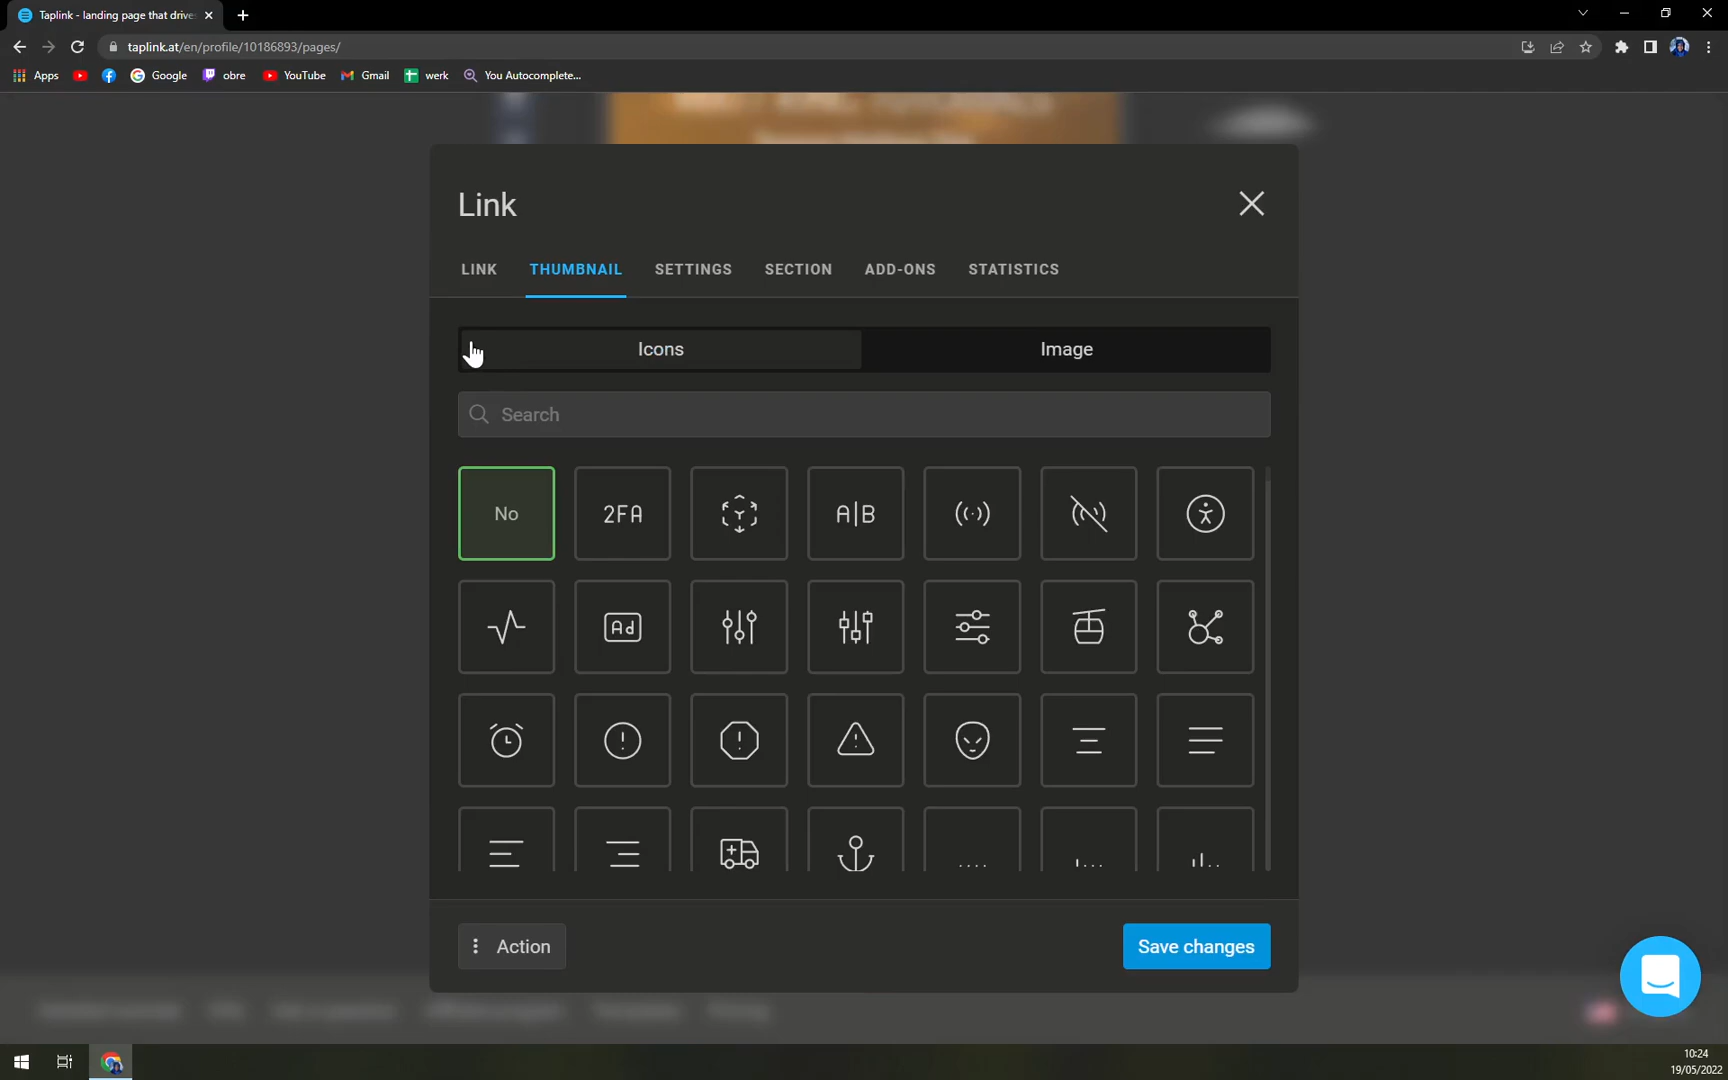 Taplink - landing page that drives
taplink.at/en/profile/10186893/pages/
Apps Google obre YouTube Gmail werk You Autocomplete...
Link
LINK THUMBNAIL SETTINGS SECTION ADD-ONS STATISTICS
Icons Image
Search
No 2FA A|B
Ad
Action Save changes
10:24
19/05/2022